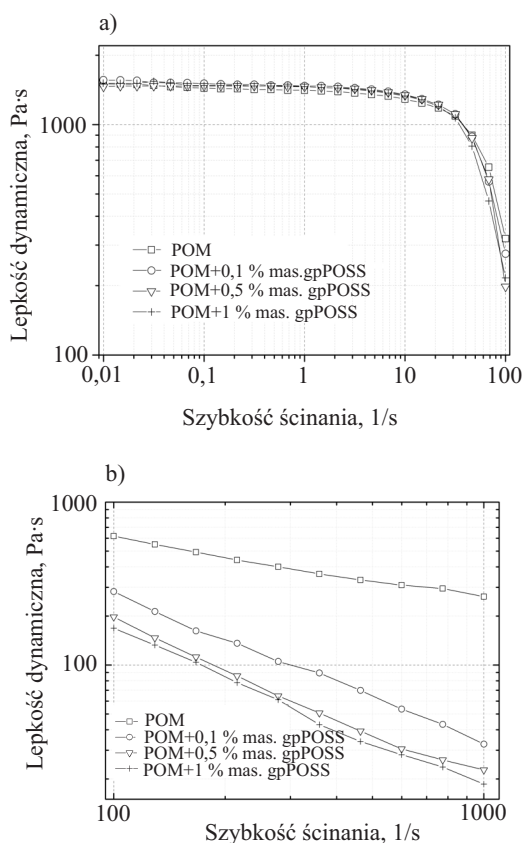 a)
Lepkość dynamiczna, Pa·s
1000
100
POM
POM+0,1 % mas.gpPOSS
POM+0,5 % mas. gpPOSS
POM+1 % mas. gpPOSS
0,01 0,1 1 10 100
Szybkość ścinania, 1/s
b)
Lepkość dynamiczna, Pa·s
1000
100
POM
POM+0,1 % mas. gpPOSS
POM+0,5 % mas. gpPOSS
POM+1 % mas. gpPOSS
100 1000
Szybkość ścinania, 1/s